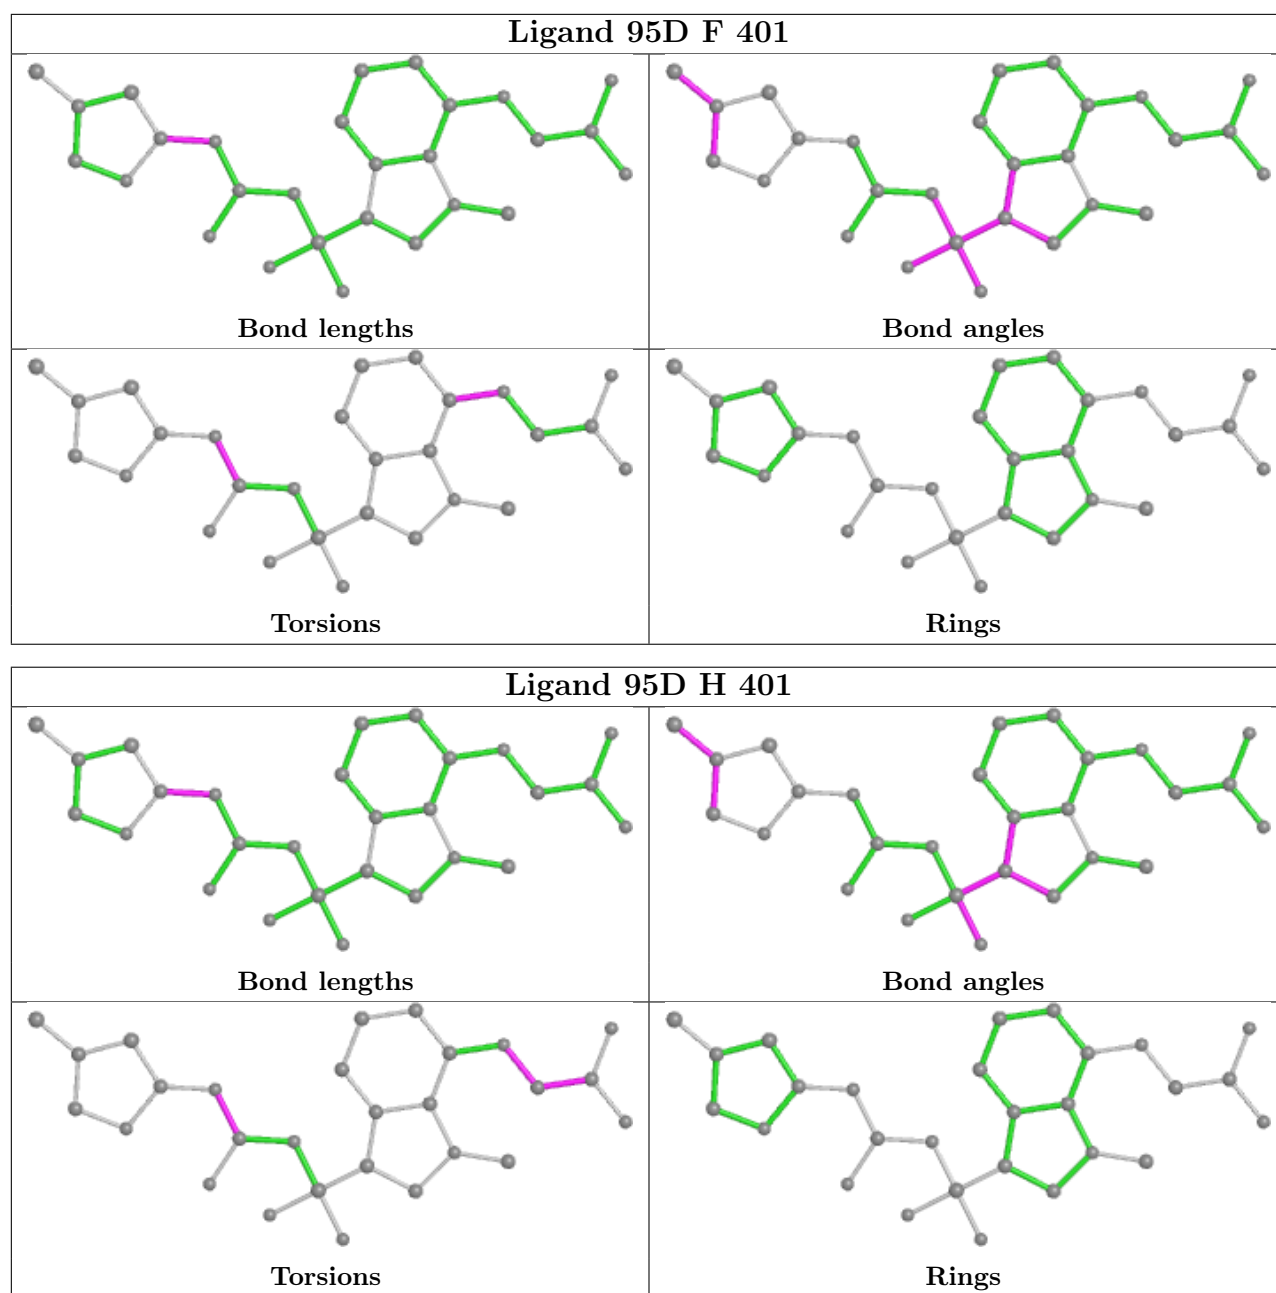 Ligand 95D F 401
Bond lengths
Bond angles
Torsions
Rings
Ligand 95D H 401
Bond lengths
Bond angles
Torsions
Rings